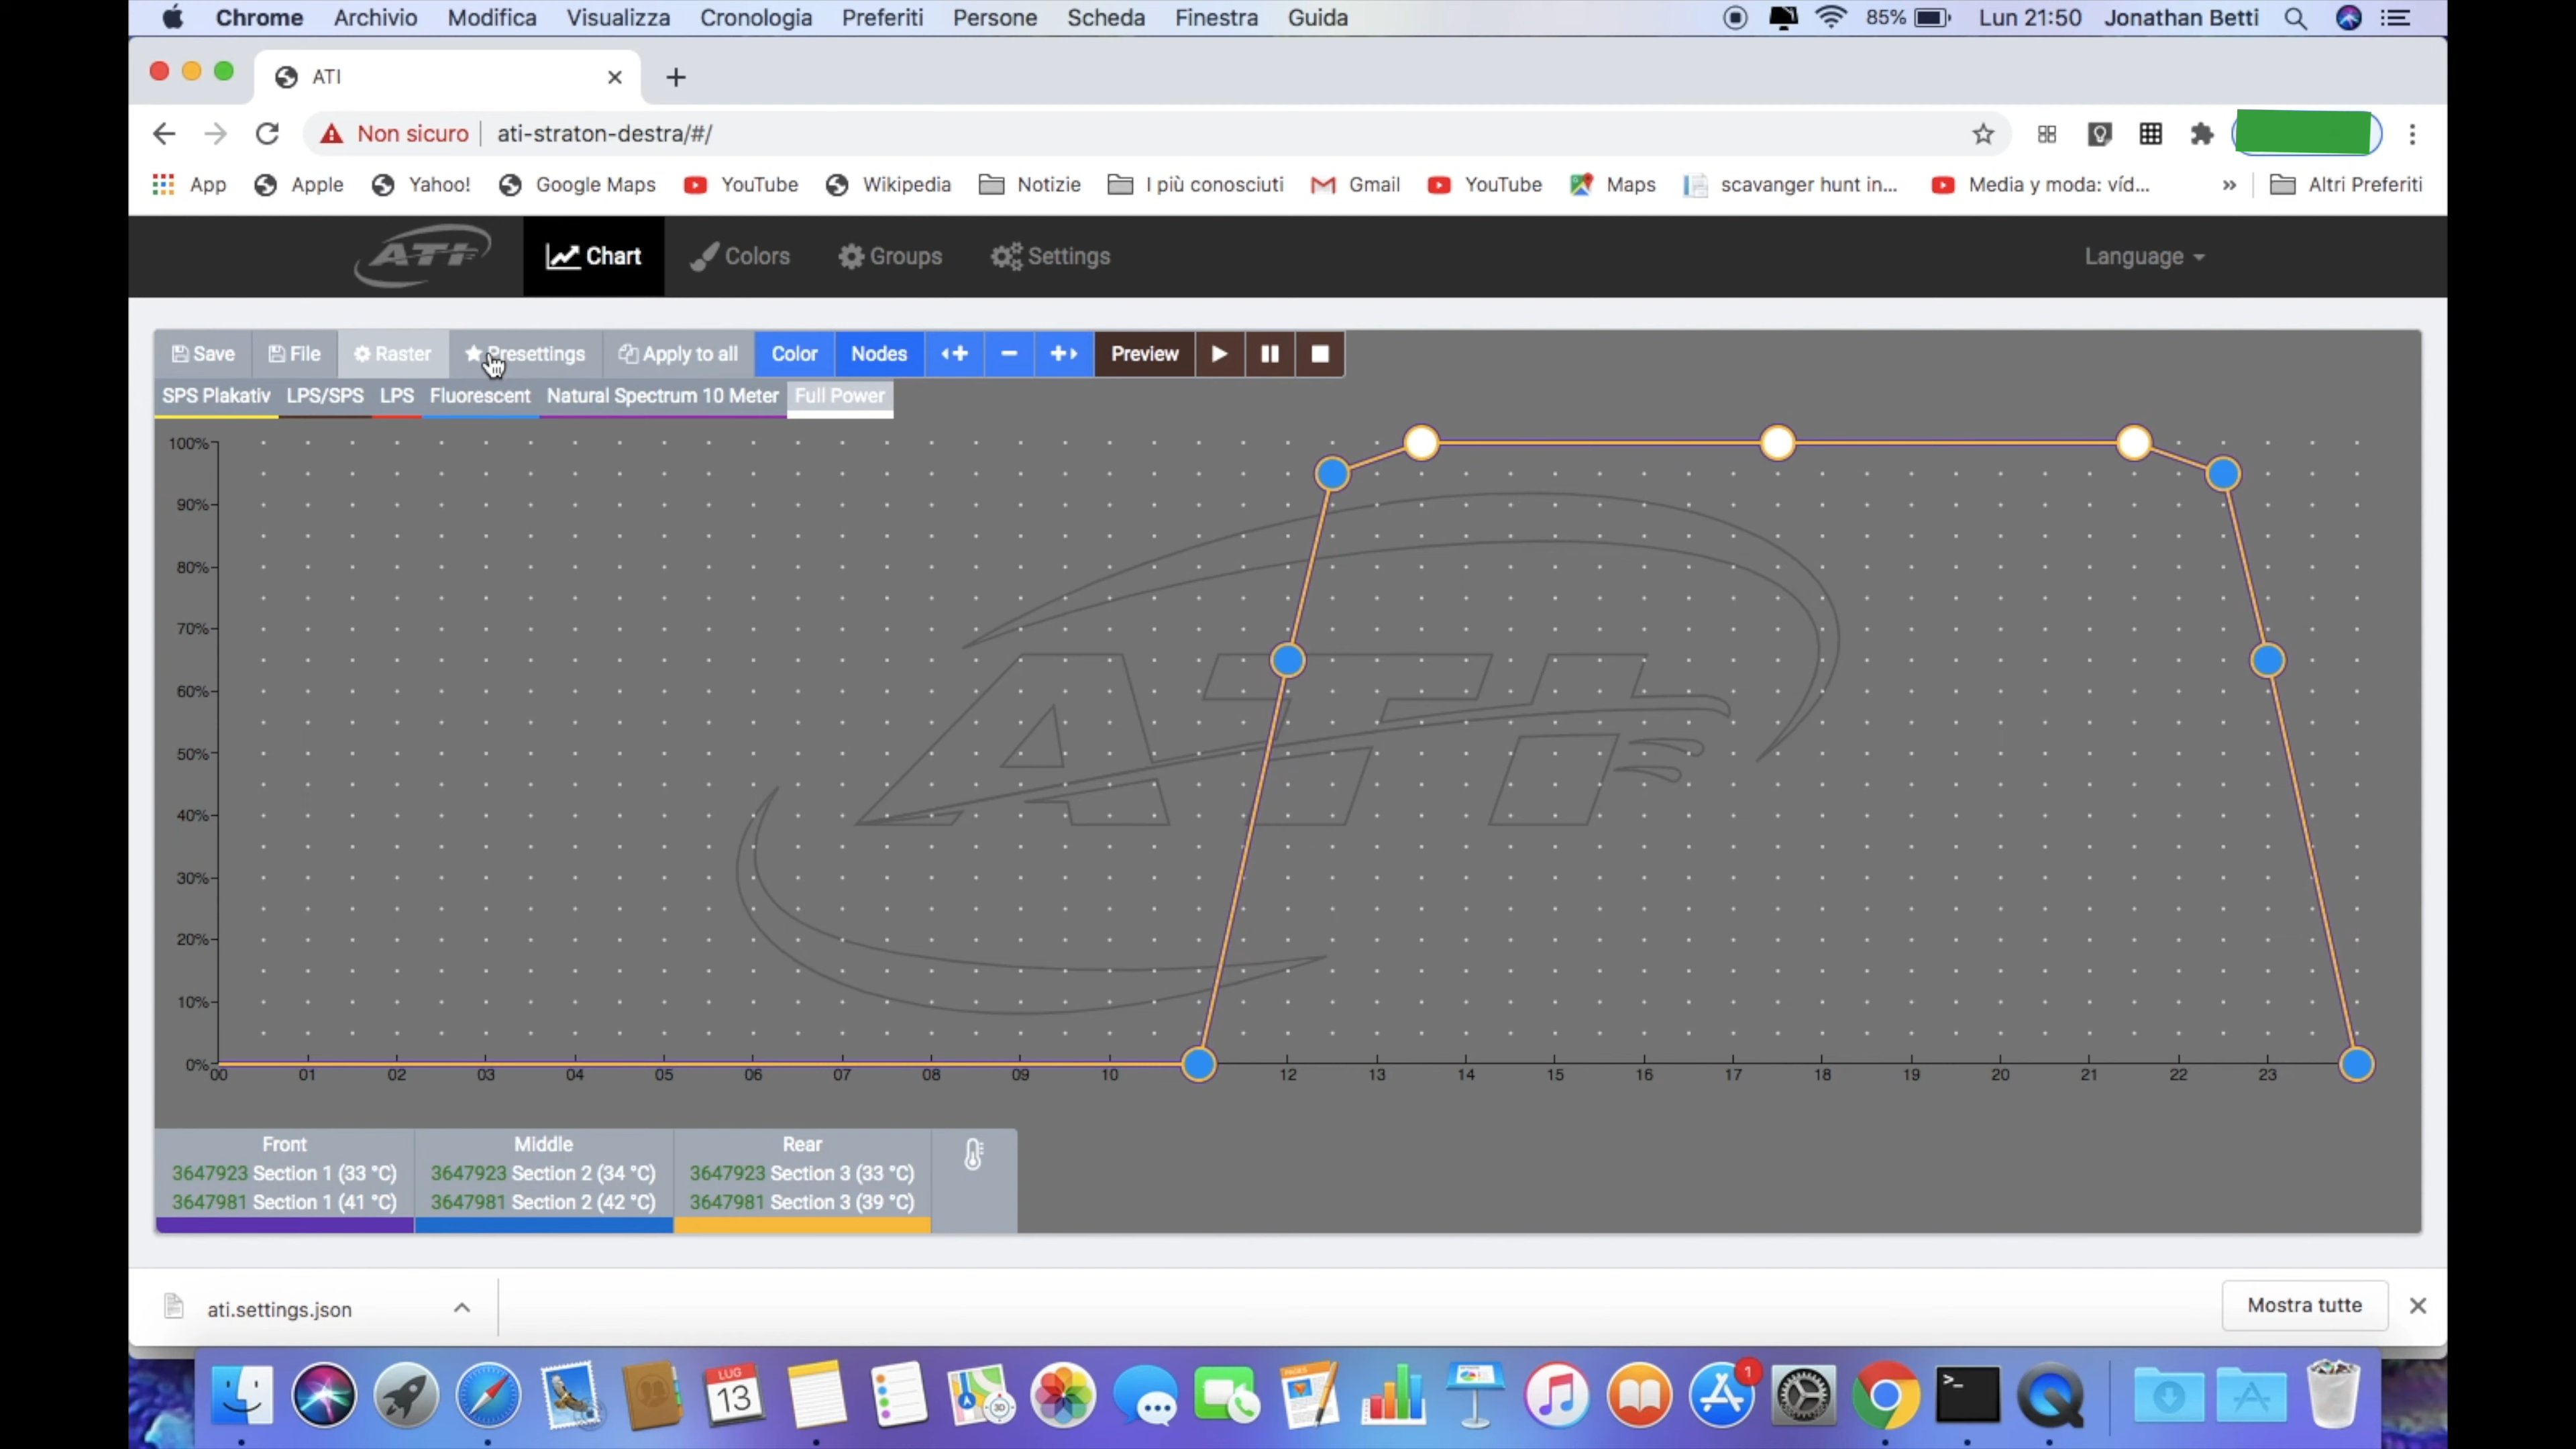 Chrome Archivio Modifica Visualizza Cronologia Preferiti Persone Scheda Finestra Guida 85% Lun 21:50 Jonathan Betti
ATI
Non sicuro ati-straton-destra/#/
App Apple Yahoo! Google Maps YouTube Wikipedia Notizie I più conosciuti Gmail YouTube Maps scavanger hunt in... Media y moda: víd... » Altri Preferiti
ATI Chart Colors Groups Settings Language
Save File Raster Presettings Apply to all Color Nodes + − + Preview
SPS Plakativ LPS/SPS LPS Fluorescent Natural Spectrum 10 Meter Full Power
100%
90%
80%
70%
60%
50%
40%
30%
20%
10%
0%
00 01 02 03 04 05 06 07 08 09 10 12 13 14 15 16 17 18 19 20 21 22 23
ATI
Front Middle Rear
3647923 Section 1 (33 °C) 3647923 Section 2 (34 °C) 3647923 Section 3 (33 °C)
3647981 Section 1 (41 °C) 3647981 Section 2 (42 °C) 3647981 Section 3 (39 °C)
ati.settings.json Mostra tutte
LUG
13
3D
PAGES
1
>_